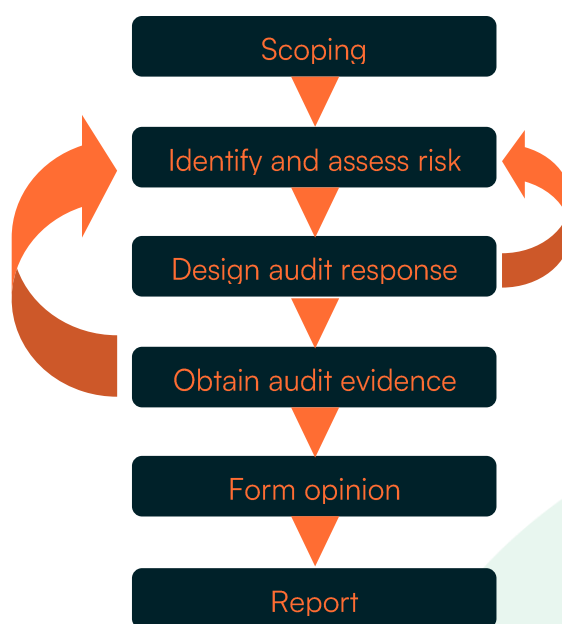 Scoping
Identify and assess risk
Design audit response
Obtain audit evidence
Form opinion
Report